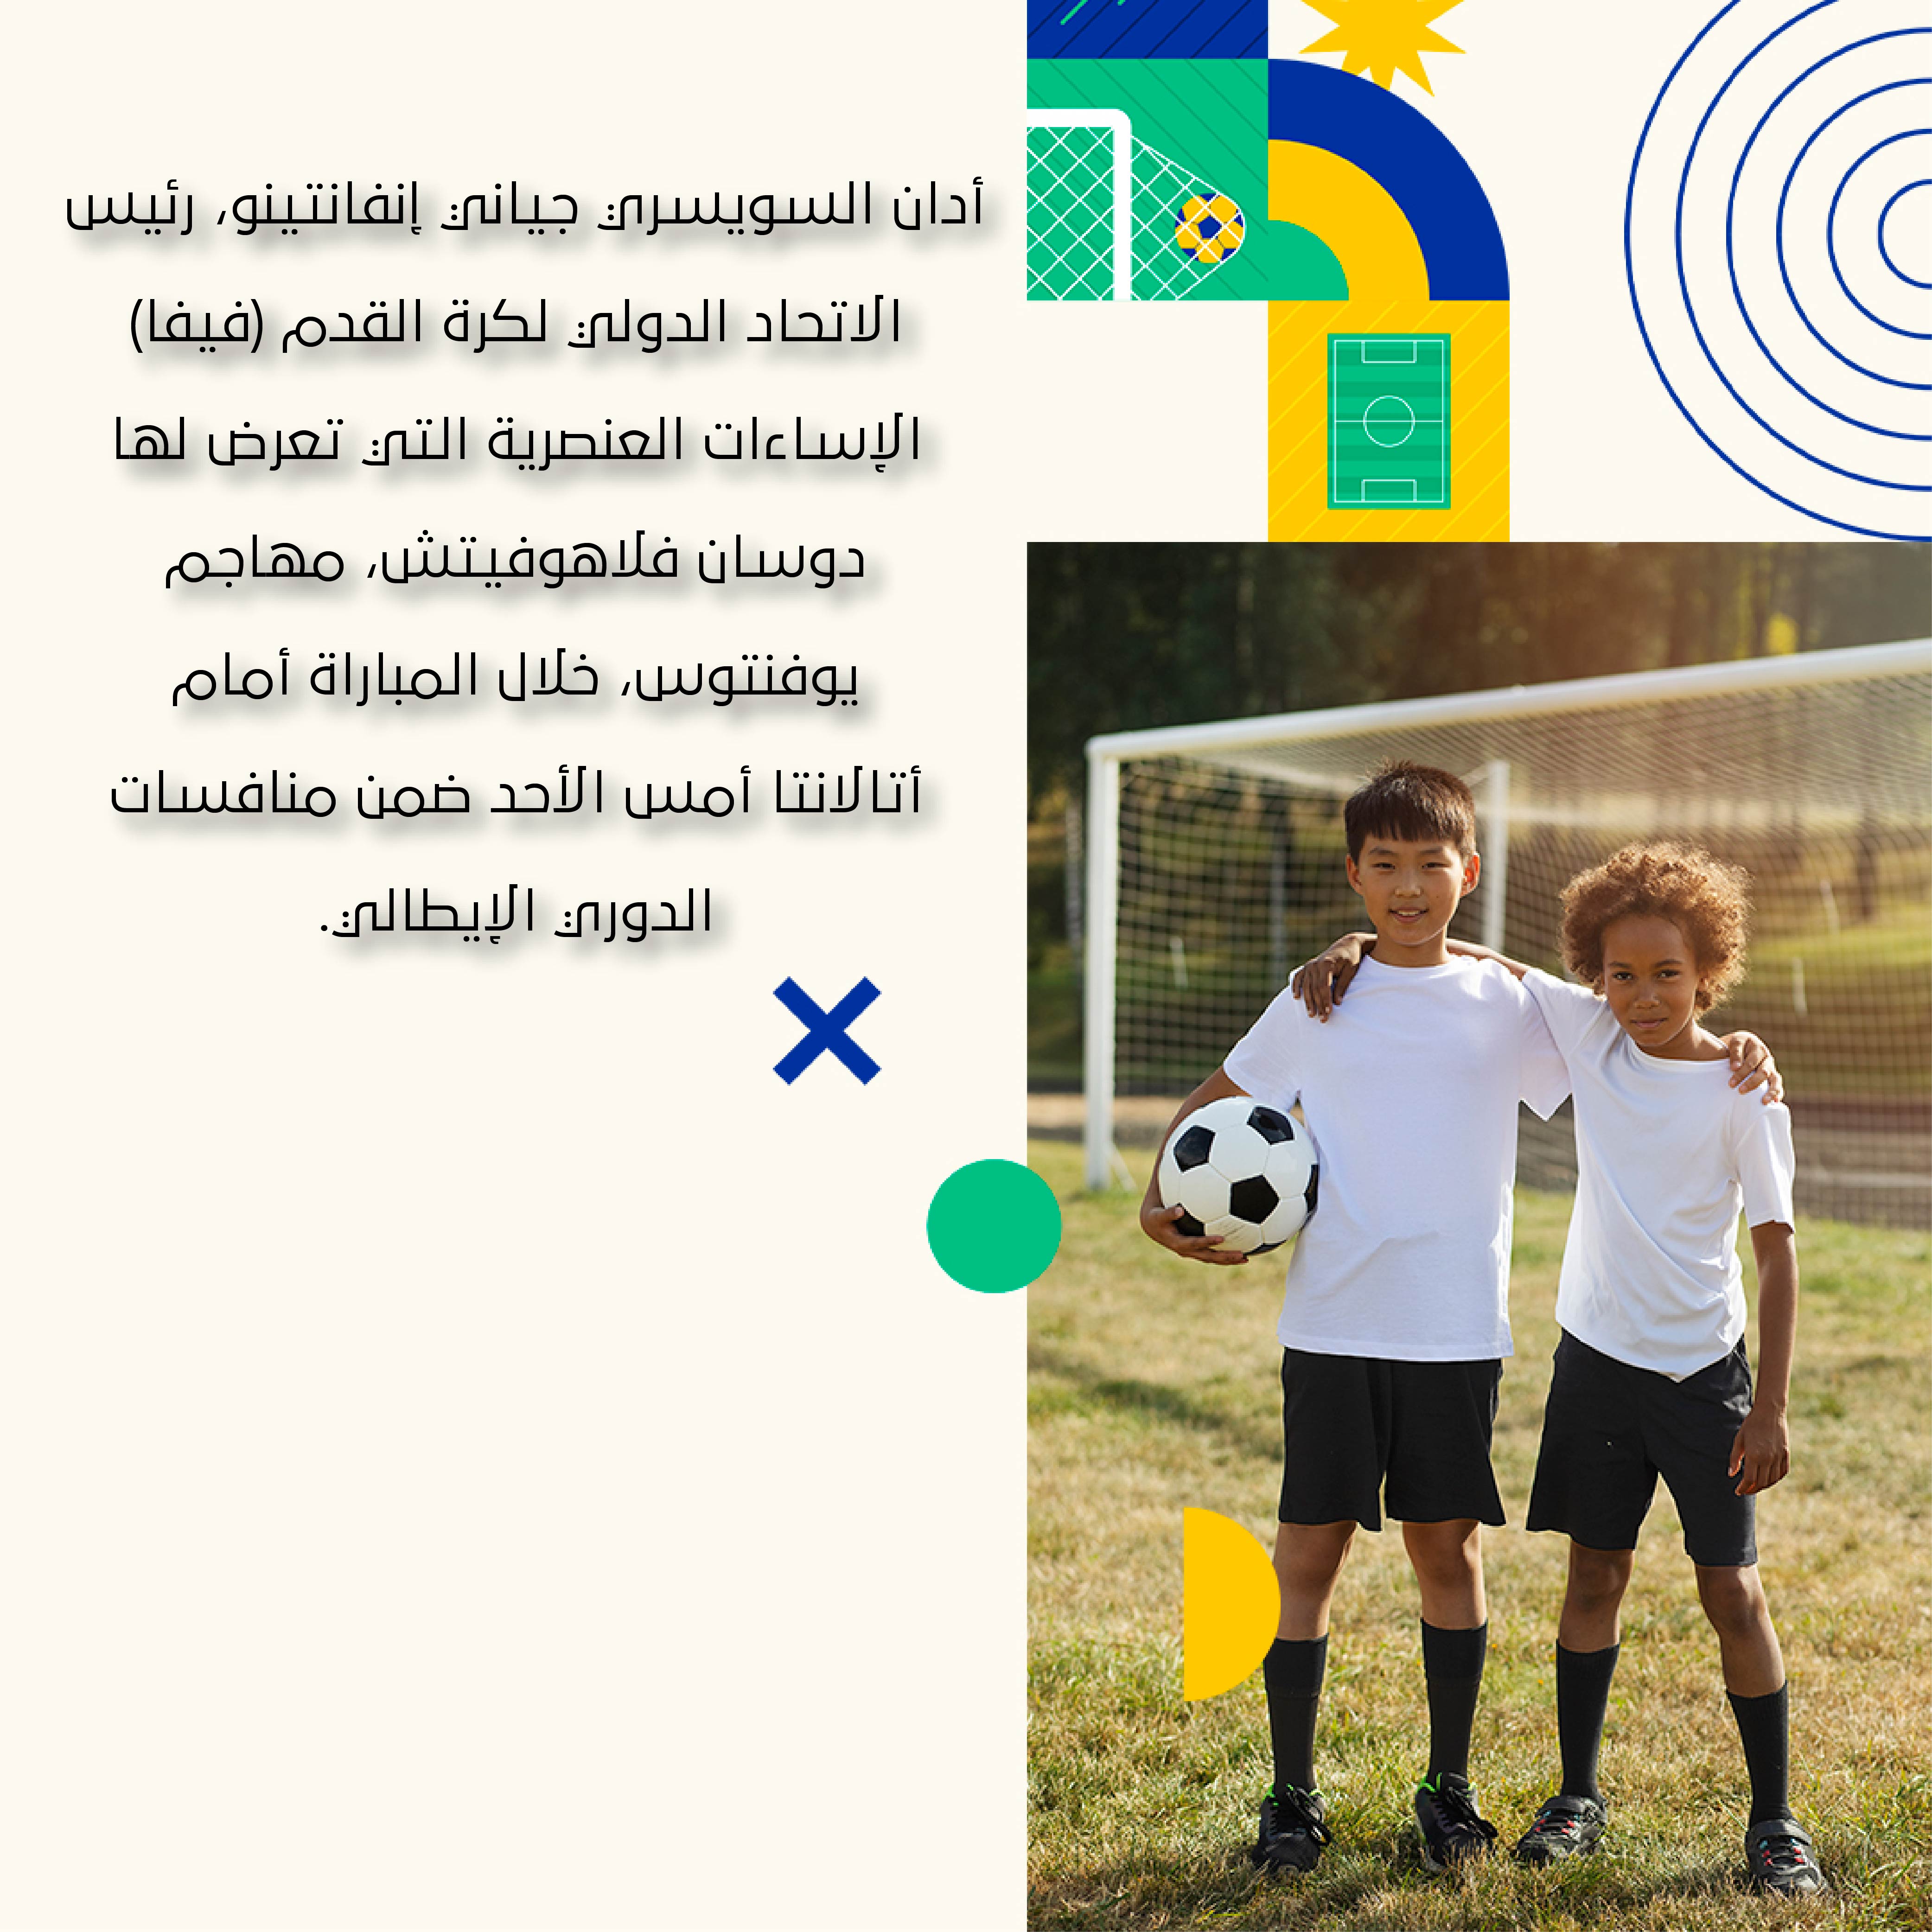 أدان السويسري جياني إنفانتينو، رئيس
الاتحاد الدولي لكرة القدم (فيفا)
الإساءات العنصرية التي تعرض لها
دوسان فلاهوفيتش، مهاجم
يوفنتوس، خلال المباراة أمام
أتالانتا أمس الأحد ضمن منافسات
الدوري الإيطالي.